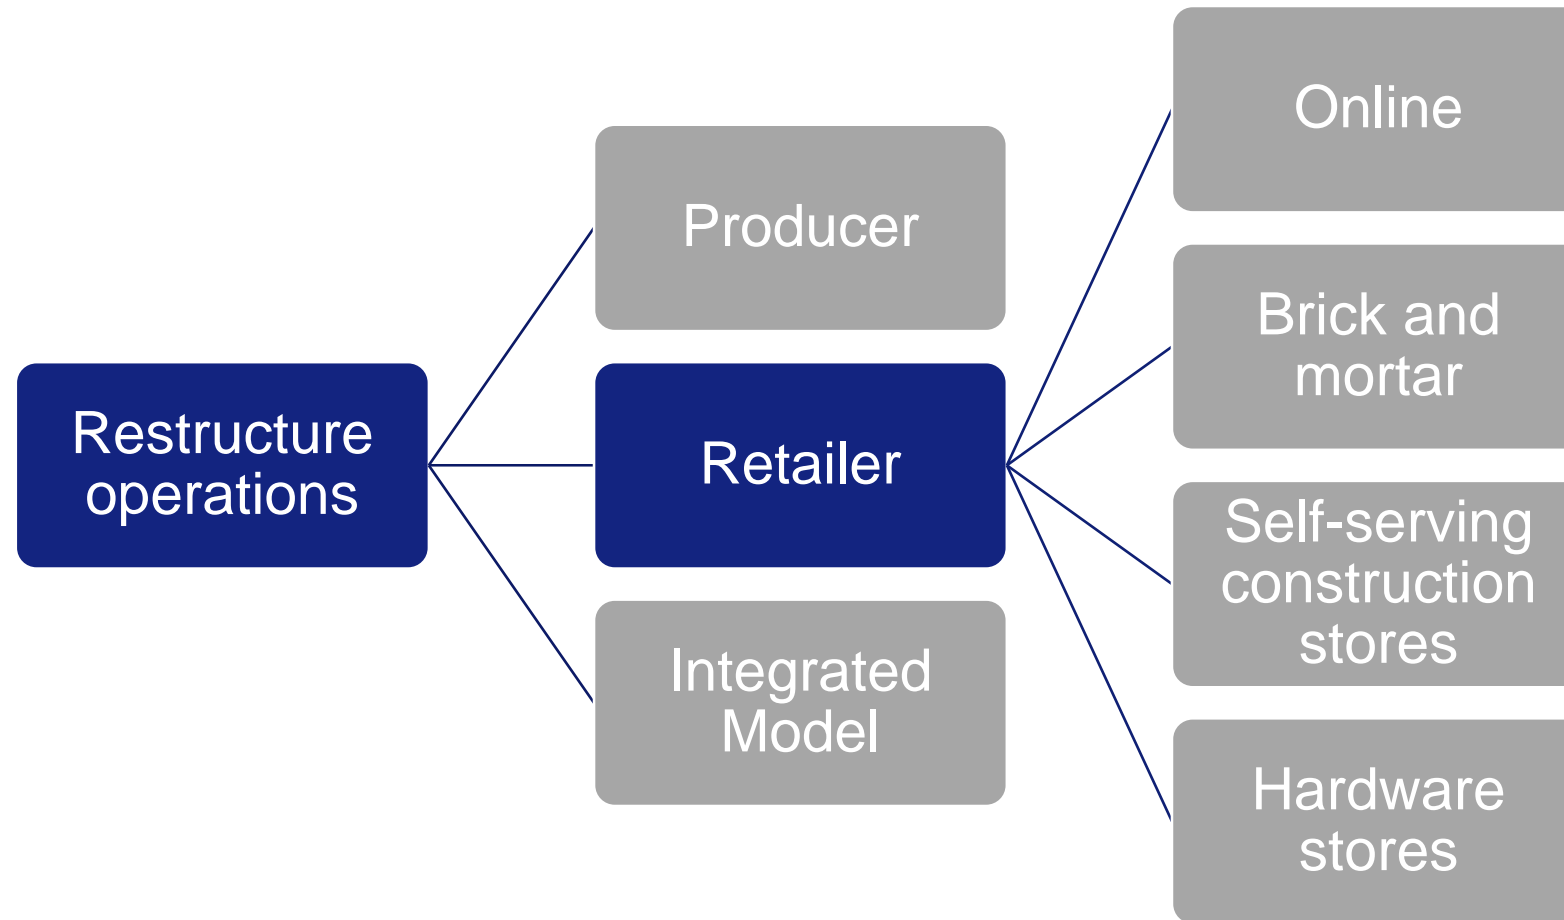 Restructure
operations
Producer
Retailer
Integrated
Model
Online
Brick and
mortar
Self-serving
construction
stores
Hardware
stores